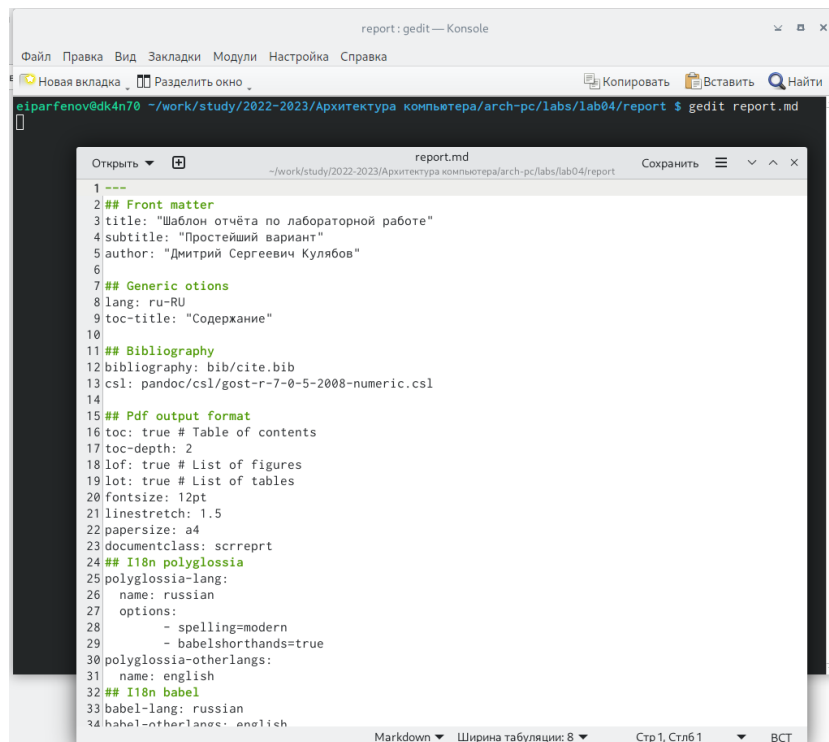 report : gedit — Konsole
Файл Правка Вид Закладки Модули Настройка Справка
Новая вкладка Разделить окно Копировать Вставить Найти
eiparfenov@dk4n70 ~/work/study/2022-2023/Архитектура компьютера/arch-pc/labs/lab04/report $ gedit report.md
Открыть report.md Сохранить
~/work/study/2022-2023/Архитектура компьютера/arch-pc/labs/lab04/report
1 ---
2 ## Front matter
3 title: "Шаблон отчёта по лабораторной работе"
4 subtitle: "Простейший вариант"
5 author: "Дмитрий Сергеевич Кулябов"
6
7 ## Generic otions
8 lang: ru-RU
9 toc-title: "Содержание"
10
11 ## Bibliography
12 bibliography: bib/cite.bib
13 csl: pandoc/csl/gost-r-7-0-5-2008-numeric.csl
14
15 ## Pdf output format
16 toc: true # Table of contents
17 toc-depth: 2
18 lof: true # List of figures
19 lot: true # List of tables
20 fontsize: 12pt
21 linestretch: 1.5
22 papersize: a4
23 documentclass: scrreprt
24 ## I18n polyglossia
25 polyglossia-lang:
26   name: russian
27   options:
28         - spelling=modern
29         - babelshorthands=true
30 polyglossia-otherlangs:
31   name: english
32 ## I18n babel
33 babel-lang: russian
34 babel-otherlangs: english
Markdown Ширина табуляции: 8 Стр 1, Стлб 1 ВСТ